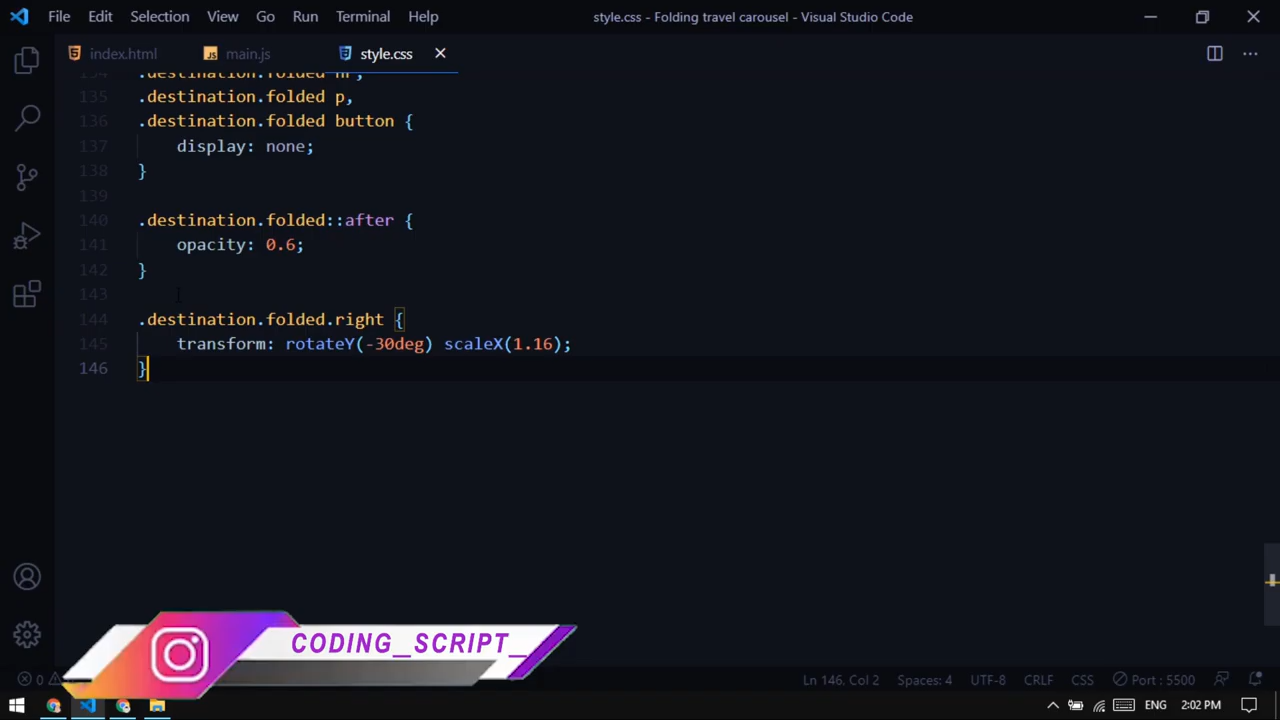 File Edit Selection View Go Run Terminal Help
style.css - Folding travel carousel - Visual Studio Code
index.html main.js style.css
134 .destination.folded hr,
135 .destination.folded p,
136 .destination.folded button {
137 display: none;
138 }
139
140 .destination.folded::after {
141 opacity: 0.6;
142 }
143
144 .destination.folded.right {
145 transform: rotateY(-30deg) scaleX(1.16);
146 }
CODING_SCRIPT_
0
Ln 146, Col 2 Spaces: 4 UTF-8 CRLF CSS Port : 5500
ENG 2:02 PM